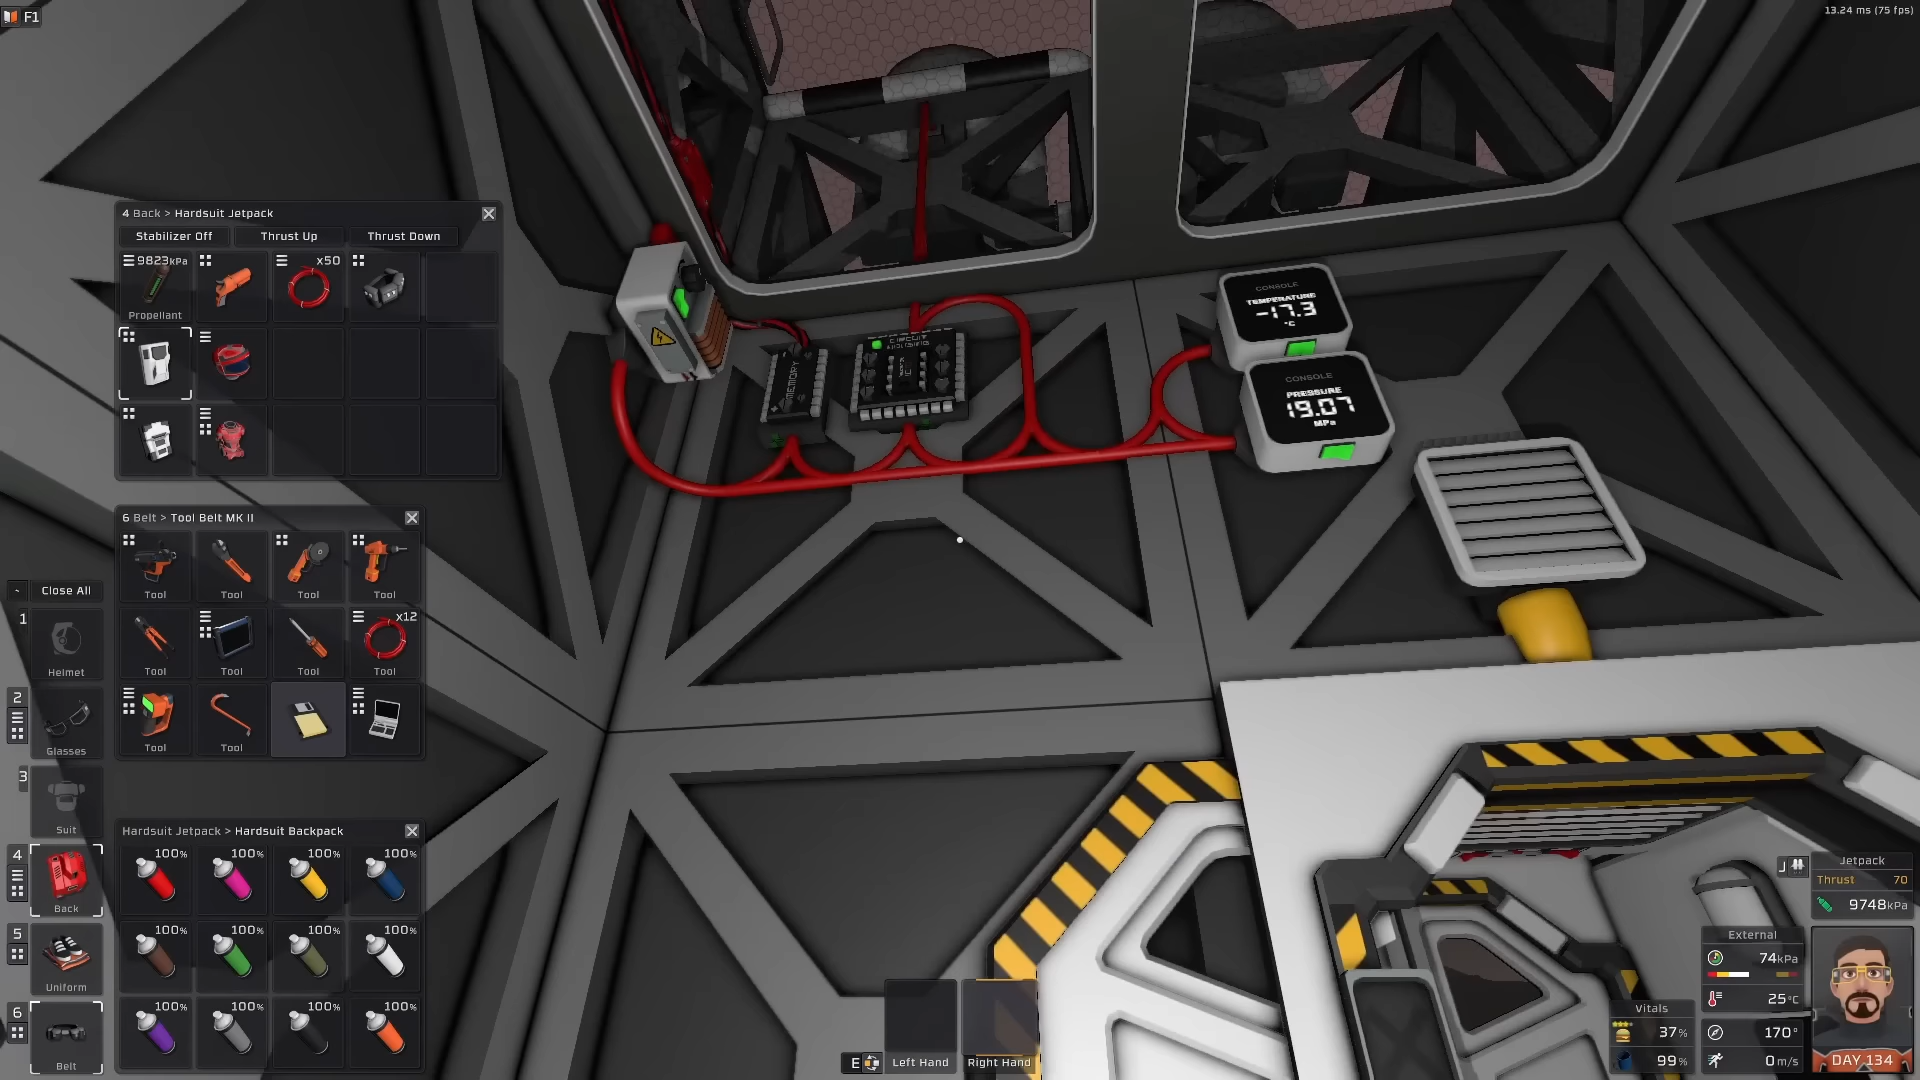 F1
13.24 ms (75 fps)
4 Back > Hardsuit Jetpack
Stabilizer Off
Thrust Up
Thrust Down
9823kPa
x50
Propellant
CONSOLE
TEMPERATURE
-17.3
°C
CIRCUIT
HOUSING
MEMORY
CONSOLE
PRESSURE
19.07
MPa
6 Belt > Tool Belt MK II
Tool
Tool
Tool
Tool
x12
Tool
Tool
Tool
Tool
Tool
Tool
~
Close All
1
Helmet
2
Glasses
3
Suit
4
Back
5
Uniform
6
Belt
Hardsuit Jetpack > Hardsuit Backpack
100%
100%
100%
100%
100%
100%
100%
100%
100%
100%
100%
100%
E
Left Hand
Right Hand
J
Jetpack
Thrust 70
9748kPa
External
74kPa
25°C
170°
0m/s
Vitals
37%
99%
DAY 134